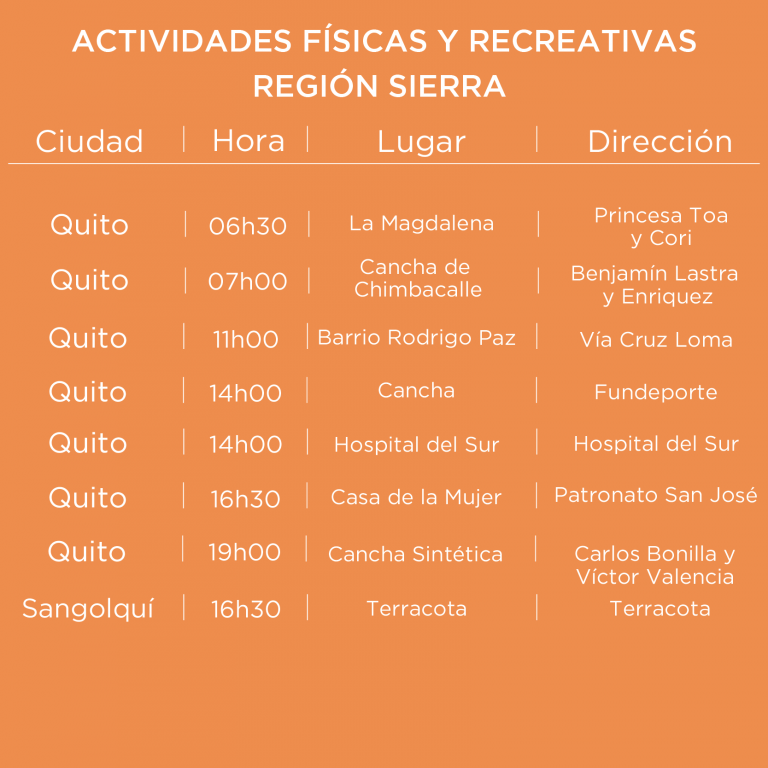 ACTIVIDADES FÍSICAS Y RECREATIVAS
REGIÓN SIERRA
Ciudad | Hora | Lugar | Dirección
Quito | 06h30 | La Magdalena | Princesa Toa
y Cori
Quito | 07h00 | Cancha de
Chimbacalle | Benjamín Lastra
y Enriquez
Quito | 11h00 | Barrio Rodrigo Paz | Vía Cruz Loma
Quito | 14h00 | Cancha | Fundeporte
Quito | 14h00 | Hospital del Sur | Hospital del Sur
Quito | 16h30 | Casa de la Mujer | Patronato San José
Quito | 19h00 | Cancha Sintética | Carlos Bonilla y
Víctor Valencia
Sangolquí | 16h30 | Terracota | Terracota